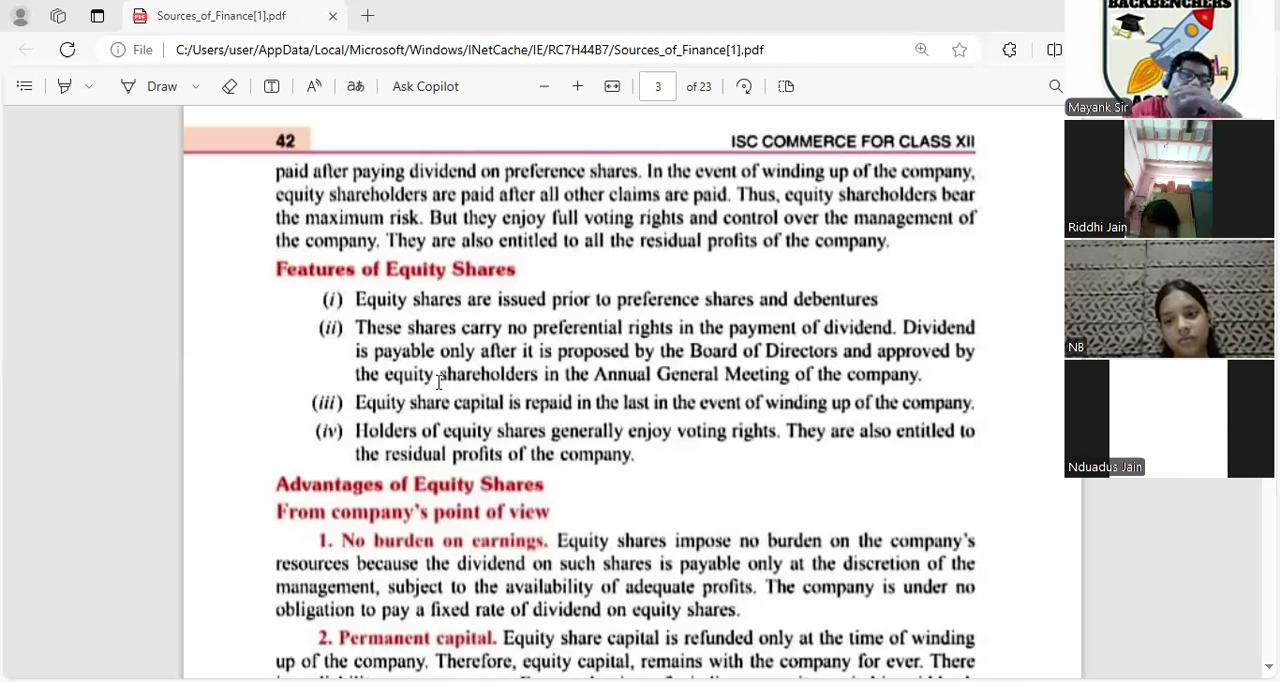 Sources_of_Finance[1].pdf
File C:/Users/user/AppData/Local/Microsoft/Windows/INetCache/IE/RC7H44B7/Sources_of_Finance[1].pdf
Draw Ask Copilot 3 of 23
BACKBENCHERS
Mayank Sir
Riddhi Jain
NB
Nduadus Jain
42 ISC COMMERCE FOR CLASS XII
paid after paying dividend on preference shares. In the event of winding up of the company,
equity shareholders are paid after all other claims are paid. Thus, equity shareholders bear
the maximum risk. But they enjoy full voting rights and control over the management of
the company. They are also entitled to all the residual profits of the company.
Features of Equity Shares
(i) Equity shares are issued prior to preference shares and debentures
(ii) These shares carry no preferential rights in the payment of dividend. Dividend
is payable only after it is proposed by the Board of Directors and approved by
the equity shareholders in the Annual General Meeting of the company.
(iii) Equity share capital is repaid in the last in the event of winding up of the company.
(iv) Holders of equity shares generally enjoy voting rights. They are also entitled to
the residual profits of the company.
Advantages of Equity Shares
From company's point of view
1. No burden on earnings. Equity shares impose no burden on the company's
resources because the dividend on such shares is payable only at the discretion of the
management, subject to the availability of adequate profits. The company is under no
obligation to pay a fixed rate of dividend on equity shares.
2. Permanent capital. Equity share capital is refunded only at the time of winding
up of the company. Therefore, equity capital, remains with the company for ever. There